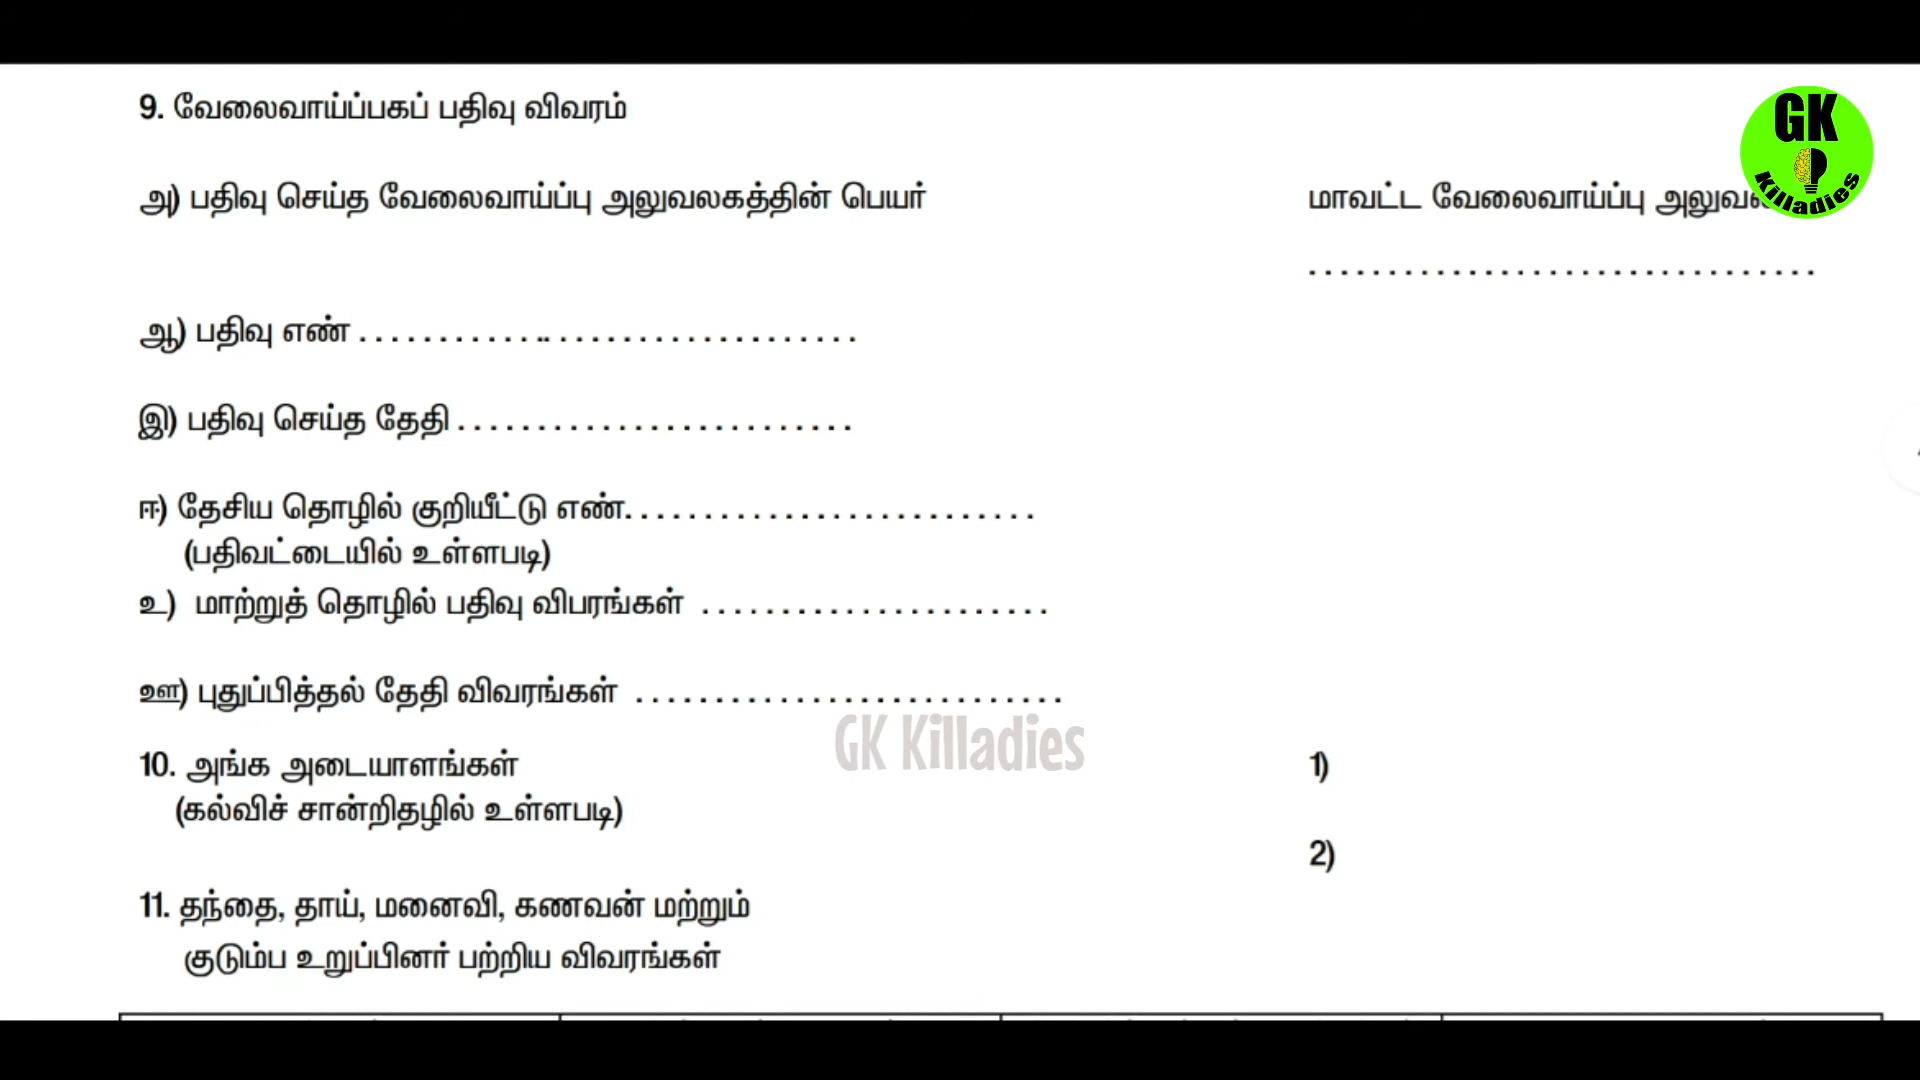 9. வேலைவாய்ப்பகப் பதிவு விவரம்
அ) பதிவு செய்த வேலைவாய்ப்பு அலுவலகத்தின் பெயர்
மாவட்ட வேலைவாய்ப்பு
. . . . . . . . . . . . . . . . . . . . . . . . . . . . . . . .
ஆ) பதிவு எண் . . . . . . . . . . . . . . . . . . . . . . . . . . . . . . . .
இ) பதிவு செய்த தேதி . . . . . . . . . . . . . . . . . . . . . . . . .
ஈ) தேசிய தொழில் குறியீட்டு எண். . . . . . . . . . . . . . . . . . . . . . . . . .
(பதிவட்டையில் உள்ளபடி)
உ) மாற்றுத் தொழில் பதிவு விபரங்கள் . . . . . . . . . . . . . . . . . . . . . .
ஊ) புதுப்பித்தல் தேதி விவரங்கள் . . . . . . . . . . . . . . . . . . . . . . . . . . .
10. அங்க அடையாளங்கள்
(கல்விச் சான்றிதழில் உள்ளபடி)
1)
2)
11. தந்தை, தாய், மனைவி, கணவன் மற்றும்
குடும்ப உறுப்பினர் பற்றிய விவரங்கள்
GK Killadies
GK
Killadies